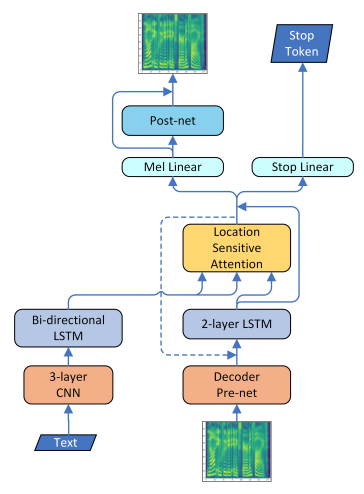 Stop
Token
Post-net
Mel Linear
Stop Linear
Location
Sensitive
Attention
Bi-directional
LSTM
2-layer LSTM
3-layer
CNN
Decoder
Pre-net
Text